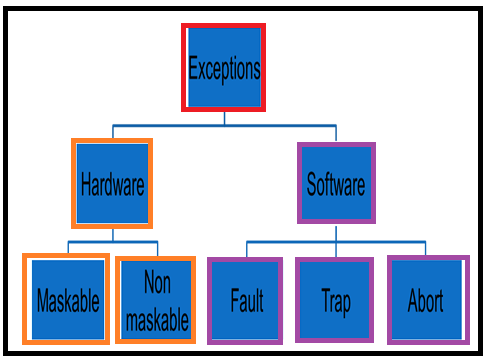 Exceptions
Hardware
Software
Maskable
Non
maskable
Fault
Trap
Abort